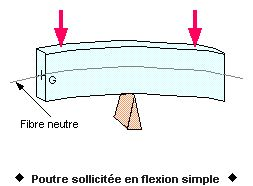 G
Fibre neutre
◆ Poutre sollicitée en flexion simple ◆